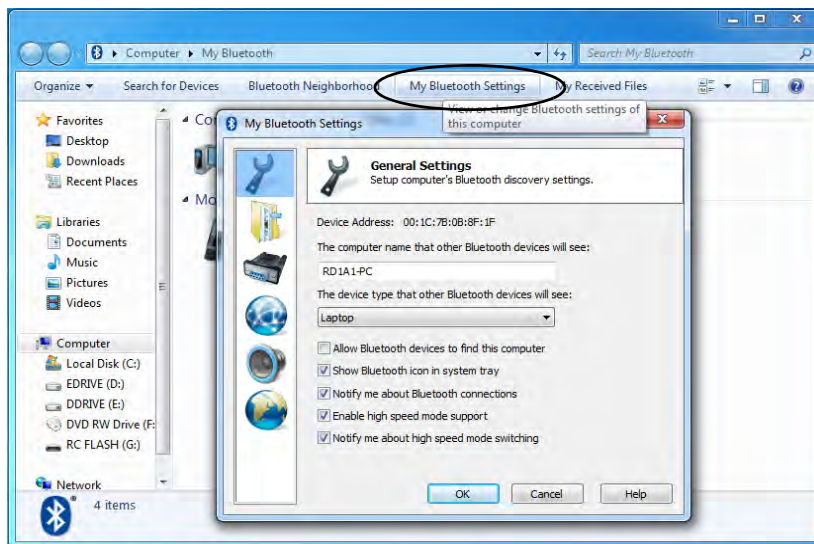 Computer ▸ My Bluetooth
Search My Bluetooth
Organize ▾ Search for Devices Bluetooth Neighborhood My Bluetooth Settings My Received Files
View or change Bluetooth settings of
this computer
Favorites
Desktop
Downloads
Recent Places
Libraries
Documents
Music
Pictures
Videos
Computer
Local Disk (C:)
EDRIVE (D:)
DDRIVE (E:)
DVD RW Drive (F:
RC FLASH (G:)
Network
4 items
Co
Mo
My Bluetooth Settings
General Settings
Setup computer's Bluetooth discovery settings.
Device Address: 00:1C:7B:0B:8F:1F
The computer name that other Bluetooth devices will see:
RD1A1-PC
The device type that other Bluetooth devices will see:
Laptop
Allow Bluetooth devices to find this computer
Show Bluetooth icon in system tray
Notify me about Bluetooth connections
Enable high speed mode support
Notify me about high speed mode switching
OK Cancel Help